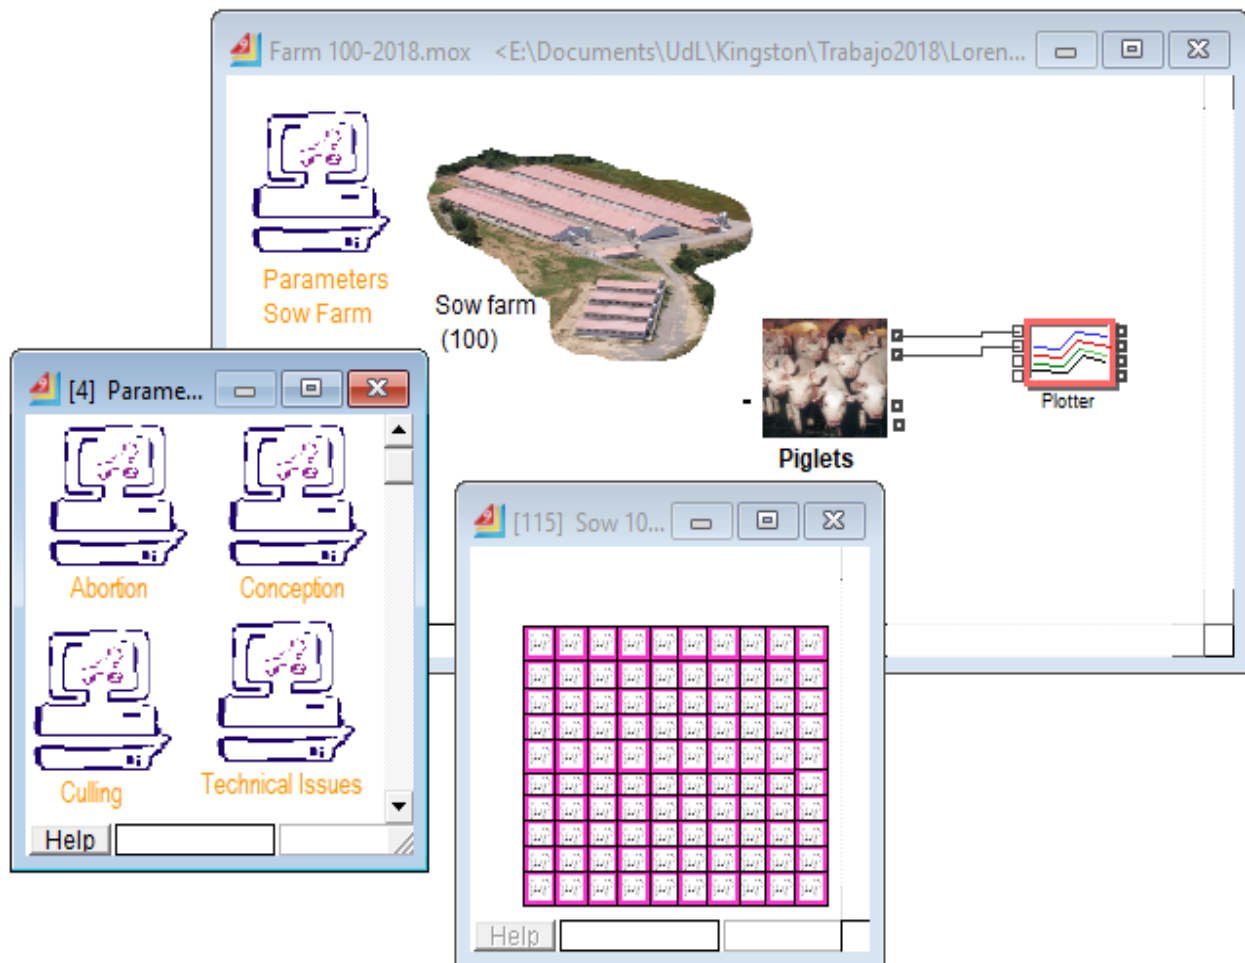 Farm 100-2018.mox <E:\Documents\UdL\Kingston\Trabajo2018\Loren...
Parameters
Sow Farm
Sow farm
(100)
Piglets
Plotter
[4] Parame...
Abortion
Conception
Culling
Technical Issues
Help
[115] Sow 10...
Help